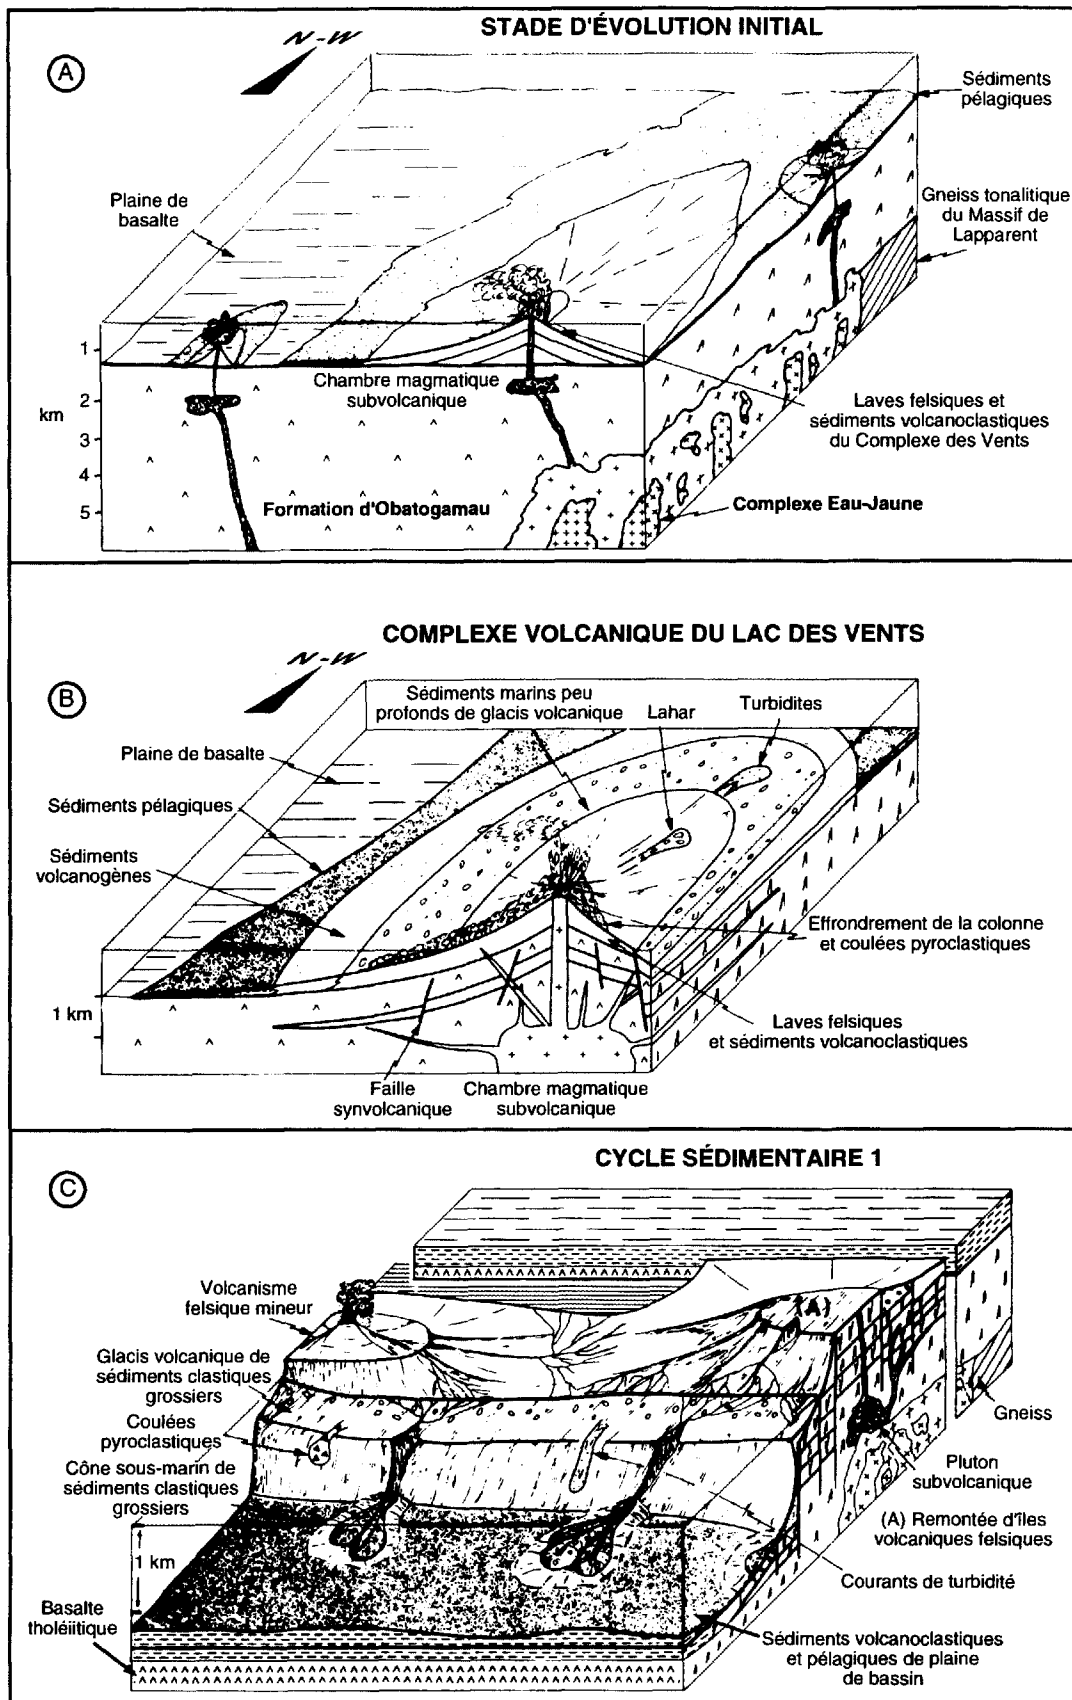 STADE D'ÉVOLUTION INITIAL
N-W
A
Sédiments
pélagiques
Plaine de
basalte
Gneiss tonalitique
du Massif de
Lapparent
1
2
km
3
4
5
Chambre magmatique
subvolcanique
Laves felsiques et
sédiments volcanoclastiques
du Complexe des Vents
Formation d'Obatogamau
Complexe Eau-Jaune
COMPLEXE VOLCANIQUE DU LAC DES VENTS
N-W
B
Sédiments marins peu
profonds de glacis volcanique
Lahar
Turbidites
Plaine de basalte
Sédiments pélagiques
Sédiments
volcanogènes
Effrondrement de la colonne
et coulées pyroclastiques
1 km
Laves felsiques
et sédiments volcanoclastiques
Faille
synvolcanique
Chambre magmatique
subvolcanique
CYCLE SÉDIMENTAIRE 1
C
Volcanisme
felsique mineur
(A)
Glacis volcanique de
sédiments clastiques
grossiers
Coulées
pyroclastiques
Gneiss
Cône sous-marin de
sédiments clastiques
grossiers
Pluton
subvolcanique
(A) Remontée d'îles
volcaniques felsiques
1 km
Courants de turbidité
Basalte
tholéiitique
Sédiments volcanoclastiques
et pélagiques de plaine
de bassin